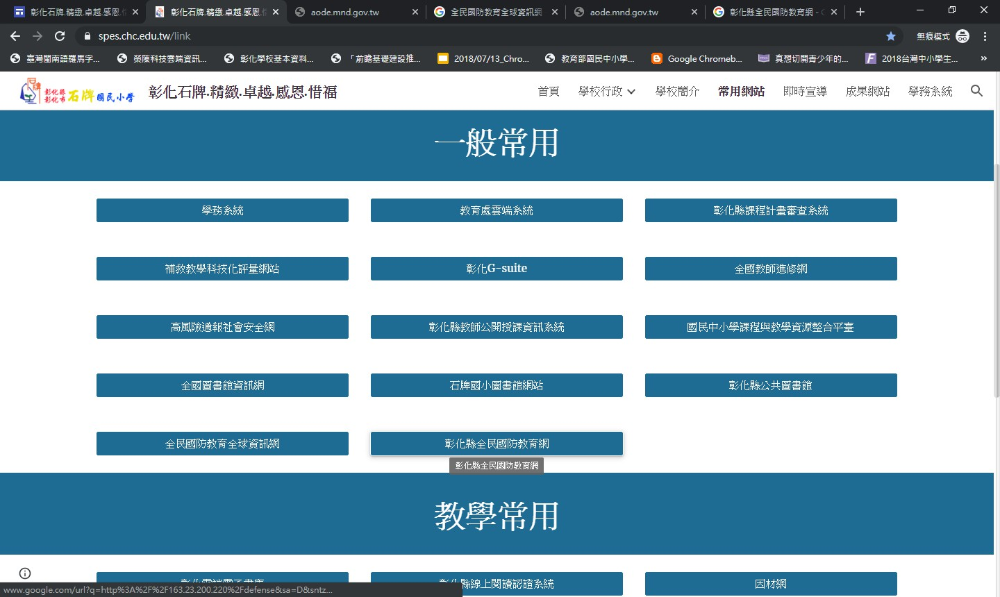 彰化石牌.精緻.卓越.感恩.惜
彰化石牌.精緻.卓越.感恩.
aode.mnd.gov.tw
全民國防教育全球資訊網
aode.mnd.gov.tw
彰化縣全民國防教育網 -
spes.chc.edu.tw/link
無痕模式
臺灣閩南語羅馬字...
榮陞科技雲端資訊...
彰化學校基本資料...
「前瞻基礎建設推...
2018/07/13_Chro...
教育部國民中小學...
Google Chromeb...
真想切開青少年的...
2018台灣中小學生...
»
彰化縣
彰化市
石牌國民小學
彰化石牌.精緻.卓越.感恩.惜福
首頁
學校行政
學校簡介
常用網站
即時宣導
成果網站
學務系統
一般常用
學務系統
教育處雲端系統
彰化縣課程計畫審查系統
補救教學科技化評量網站
彰化G-suite
全國教師進修網
高風險通報社會安全網
彰化縣教師公開授課資訊系統
國民中小學課程與教學資源整合平臺
全國圖書館資訊網
石牌國小圖書館網站
彰化縣公共圖書館
全民國防教育全球資訊網
彰化縣全民國防教育網
彰化縣全民國防教育網
教學常用
彰化雲端電子書庫
彰化縣線上閱讀認證系統
因材網
www.google.com/url?q=http%3A%2F%2F163.23.200.220%2Fdefense&sa=D&sntz...